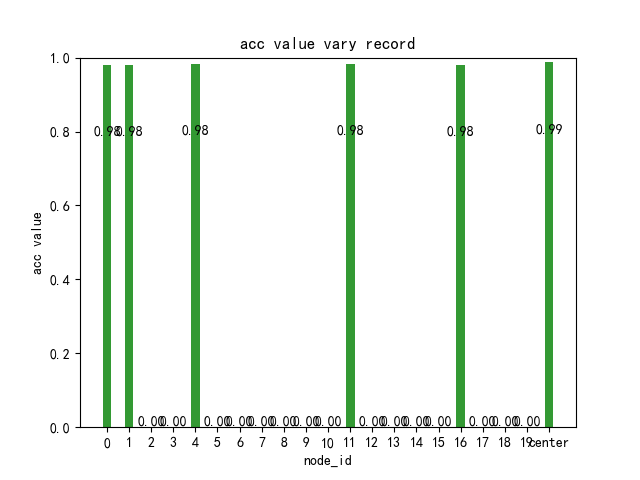 acc value vary record
acc value
1.0
0.8
0.6
0.4
0.2
0.0
0.98 0.98 0.98 0.98 0.98 0.99
0.00 0.00 0.00 0.00 0.00 0.00 0.00 0.00 0.00 0.00 0.00 0.00 0.00 0.00 0.00
0 1 2 3 4 5 6 7 8 9 10 11 12 13 14 15 16 17 18 19 center
node_id